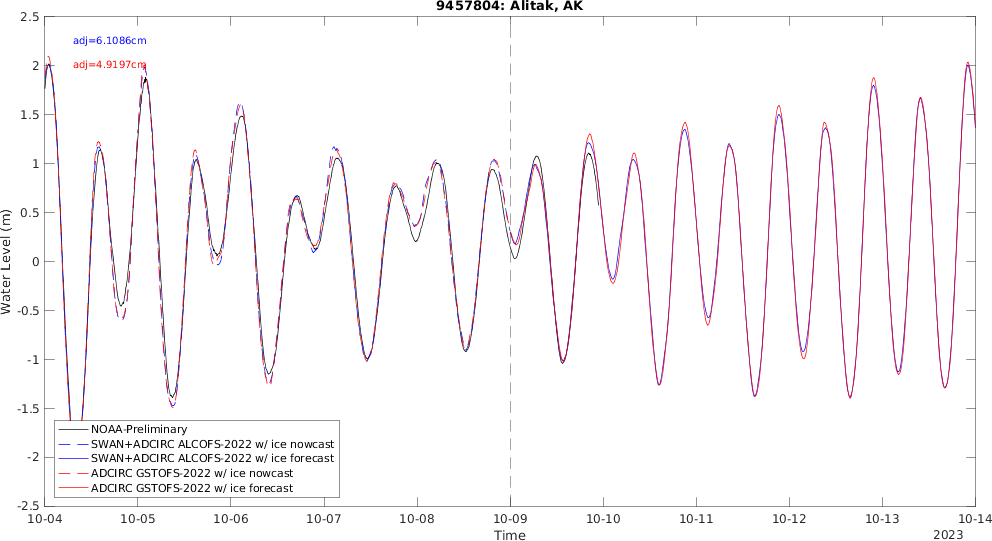 9457804: Alitak, AK
adj=6.1086cm
adj=4.9197cm
2.5
2
1.5
1
0.5
0
-0.5
-1
-1.5
-2
-2.5
Water Level (m)
NOAA-Preliminary
SWAN+ADCIRC ALCOFS-2022 w/ ice nowcast
SWAN+ADCIRC ALCOFS-2022 w/ ice forecast
ADCIRC GSTOFS-2022 w/ ice nowcast
ADCIRC GSTOFS-2022 w/ ice forecast
10-04 10-05 10-06 10-07 10-08 10-09 10-10 10-11 10-12 10-13 10-14
Time
2023